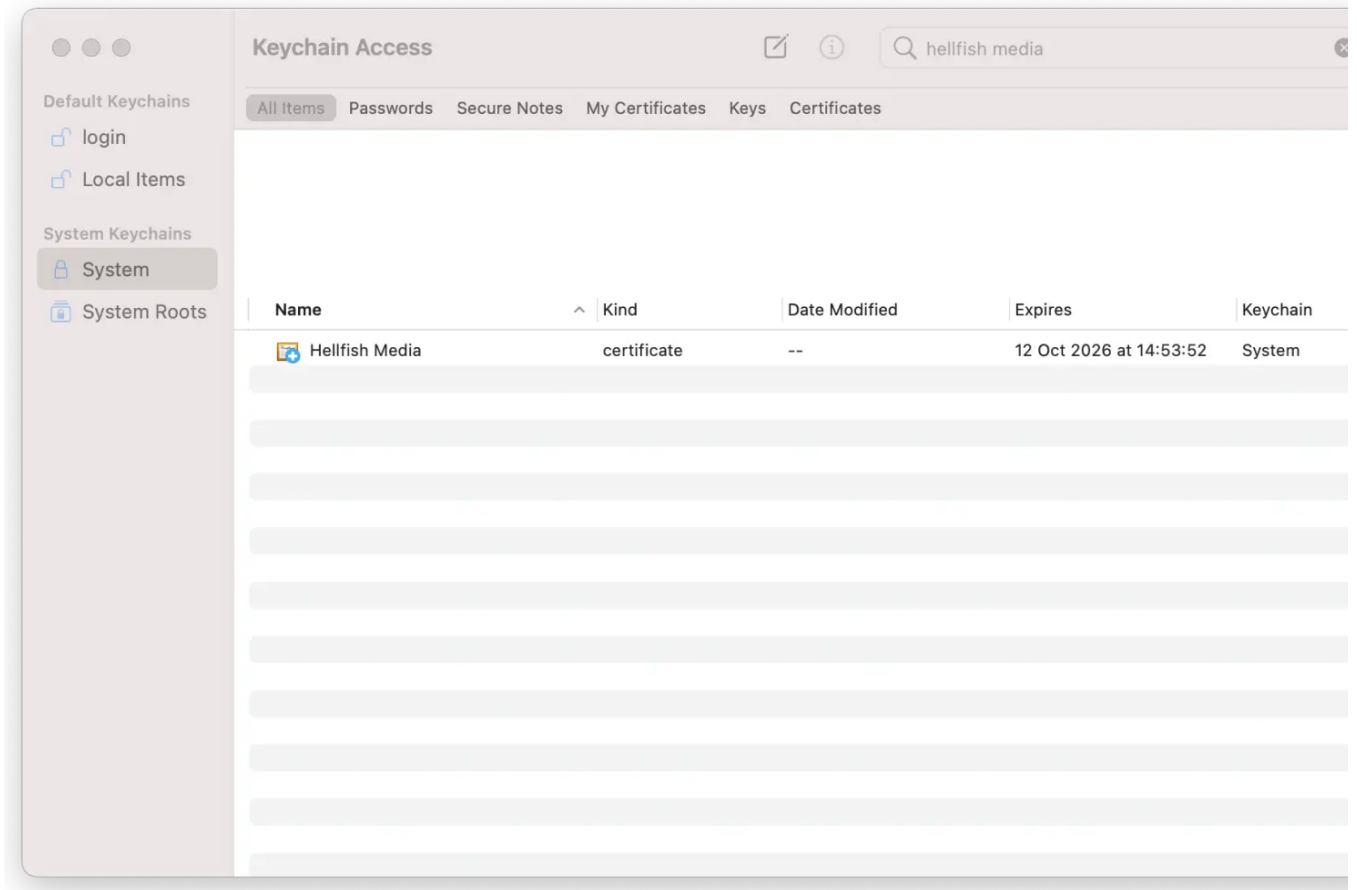 Keychain Access
hellfish media
Default Keychains
login
Local Items
System Keychains
System
System Roots
All Items Passwords Secure Notes My Certificates Keys Certificates
Name Kind Date Modified Expires Keychain
Hellfish Media certificate -- 12 Oct 2026 at 14:53:52 System